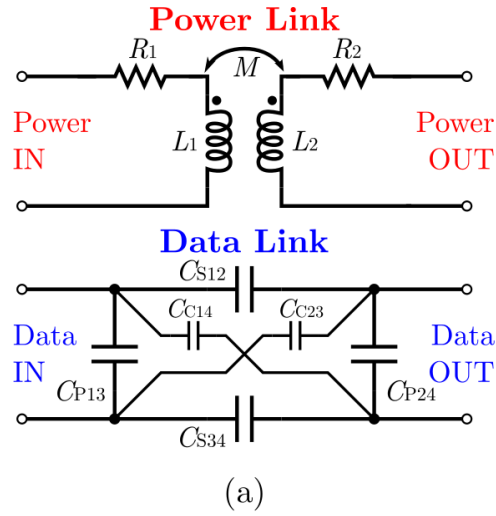 Power Link
R1 M R2
Power IN
L1 L2
Power OUT
Data Link
CS12
CC14 CC23
Data IN
Data OUT
CP13 CP24
CS34
(a)